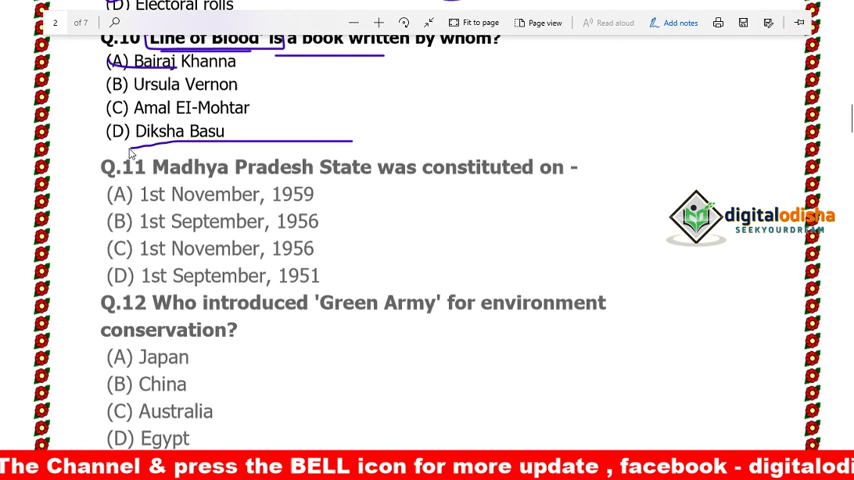 (D) Electoral rolls
2 of 7 Fit to page Page view Read aloud Add notes
Q.10 'Line of Blood' is a book written by whom?
(A) Bairaj Khanna
(B) Ursula Vernon
(C) Amal EI-Mohtar
(D) Diksha Basu
Q.11 Madhya Pradesh State was constituted on -
(A) 1st November, 1959
(B) 1st September, 1956
(C) 1st November, 1956
(D) 1st September, 1951
digitalodisha
SEEKYOURDREAM
Q.12 Who introduced 'Green Army' for environment
conservation?
(A) Japan
(B) China
(C) Australia
(D) Egypt
The Channel & press the BELL icon for more update , facebook - digitalodi